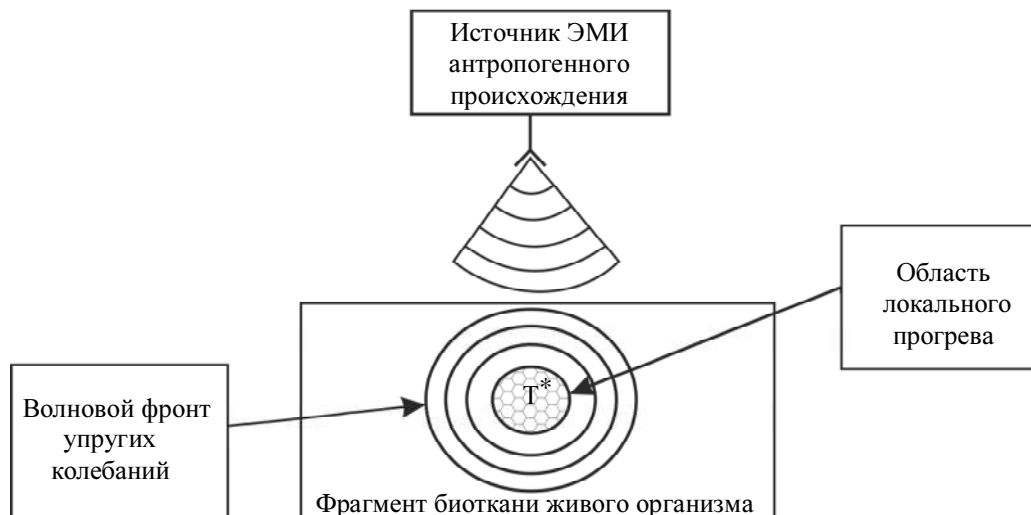 Источник ЭМИ
антропогенного
происхождения
Область
локального
прогрева
Волновой фронт
упругих
колебаний
T*
Фрагмент биоткани живого организма